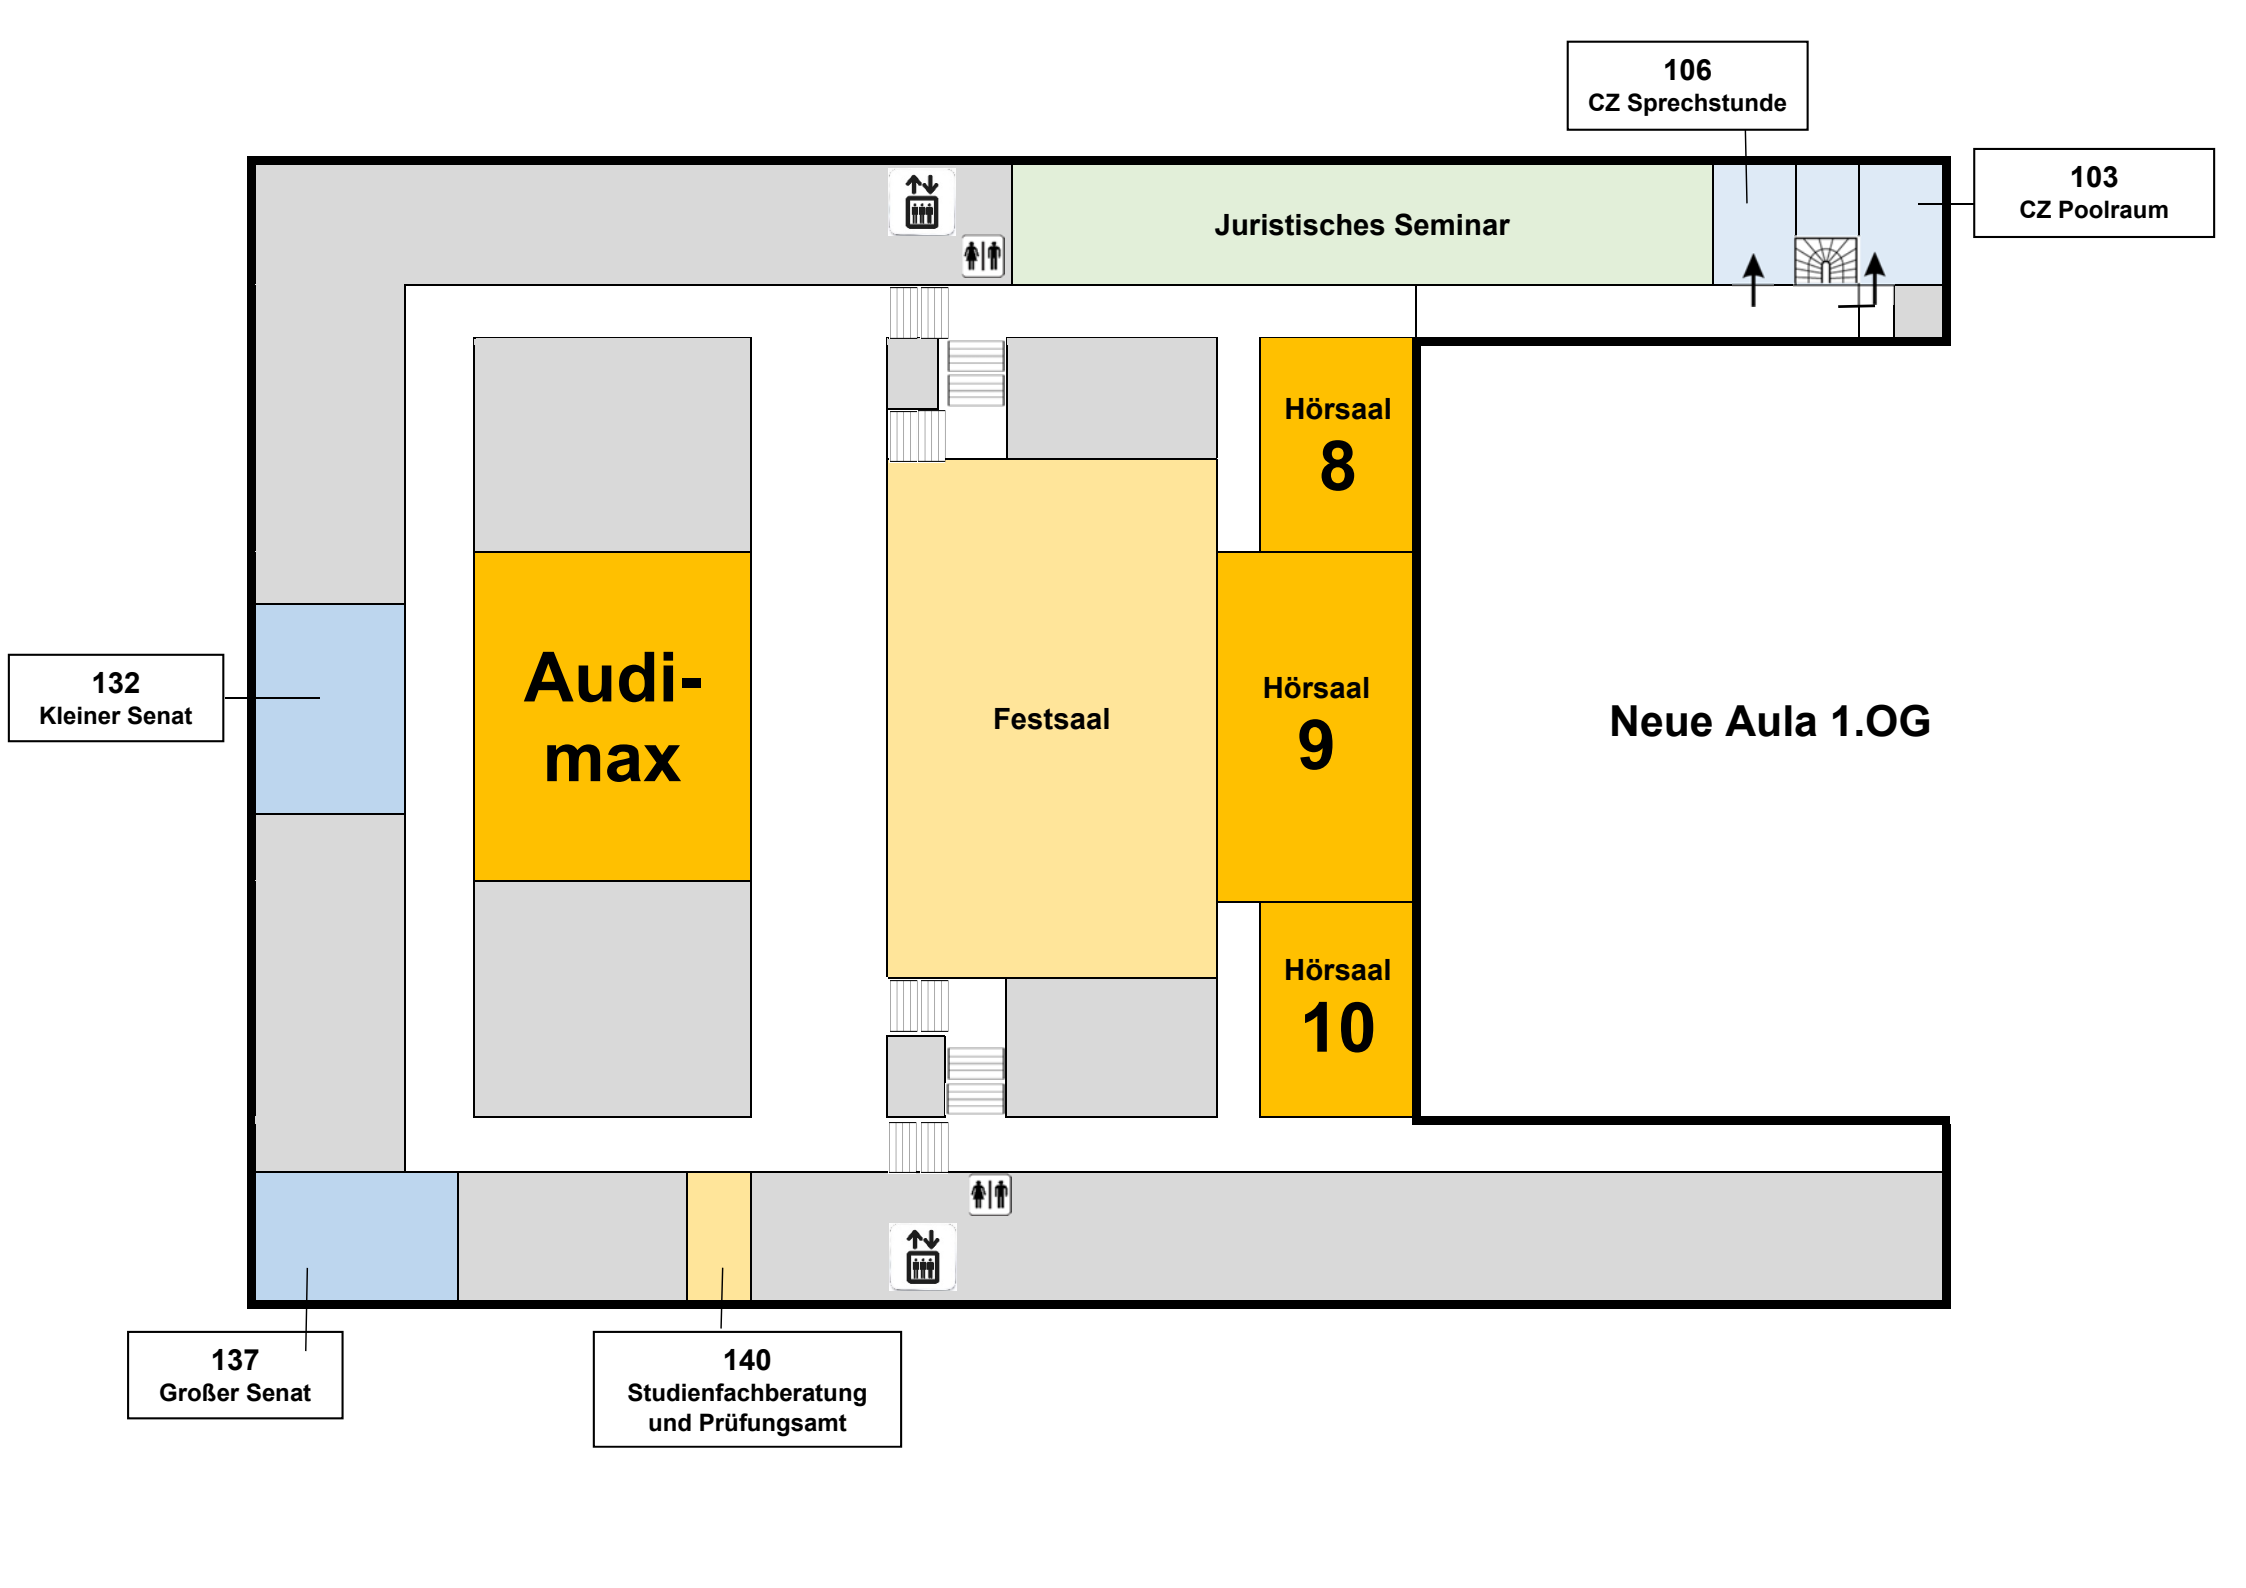 106
CZ Sprechstunde
103
CZ Poolraum
Juristisches Seminar
Hörsaal
8
132
Kleiner Senat
Audi-
max
Festsaal
Hörsaal
9
Neue Aula 1.OG
Hörsaal
10
137
Großer Senat
140
Studienfachberatung
und Prüfungsamt